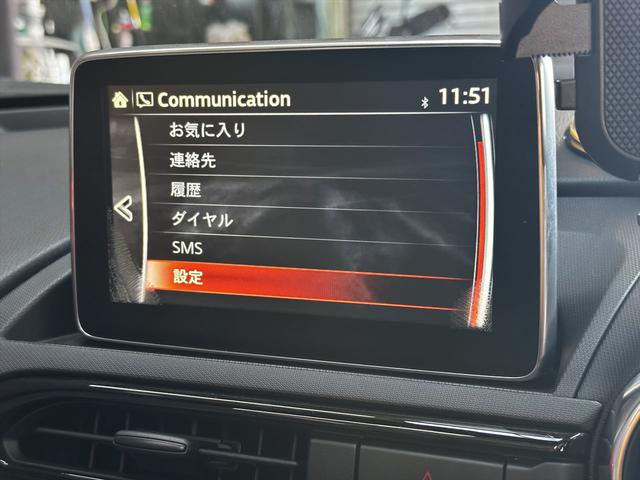 Communication 11:51
お気に入り
連絡先
履歴
ダイヤル
SMS
設定